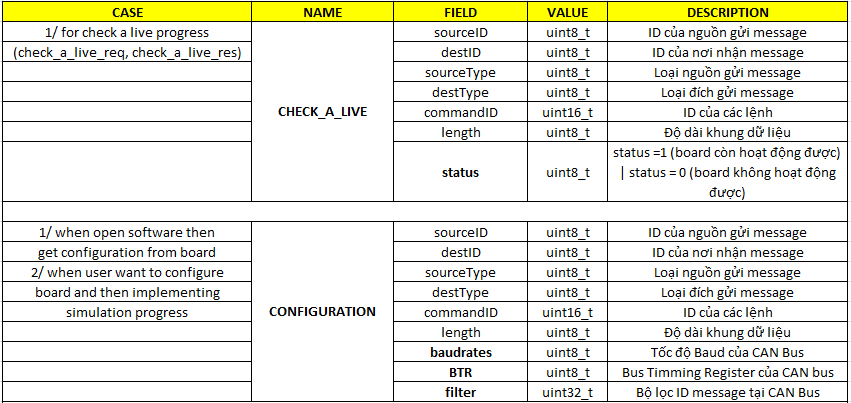 CASE NAME FIELD VALUE DESCRIPTION
1/ for check a live progress sourceID uint8_t ID của nguồn gửi message
(check_a_live_req, check_a_live_res) destID uint8_t ID của nơi nhận message
sourceType uint8_t Loại nguồn gửi message
destType uint8_t Loại đích gửi message
CHECK_A_LIVE commandID uint16_t ID của các lệnh
length uint8_t Độ dài khung dữ liệu
status uint8_t status =1 (board còn hoạt động được)
| status = 0 (board không hoạt động
được)
1/ when open software then sourceID uint8_t ID của nguồn gửi message
get configuration from board destID uint8_t ID của nơi nhận message
2/ when user want to configure sourceType uint8_t Loại nguồn gửi message
board and then implementing destType uint8_t Loại đích gửi message
simulation progress CONFIGURATION commandID uint16_t ID của các lệnh
length uint8_t Độ dài khung dữ liệu
baudrates uint8_t Tốc độ Baud của CAN Bus
BTR uint8_t Bus Timming Register của CAN bus
filter uint32_t Bộ lọc ID message tại CAN Bus